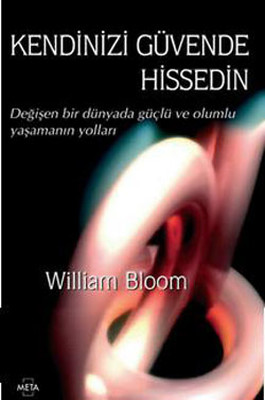 KENDİNİZİ GÜVENDE
HİSSEDİN
Değişen bir dünyada güçlü ve olumlu
yaşamanın yolları
William Bloom
META